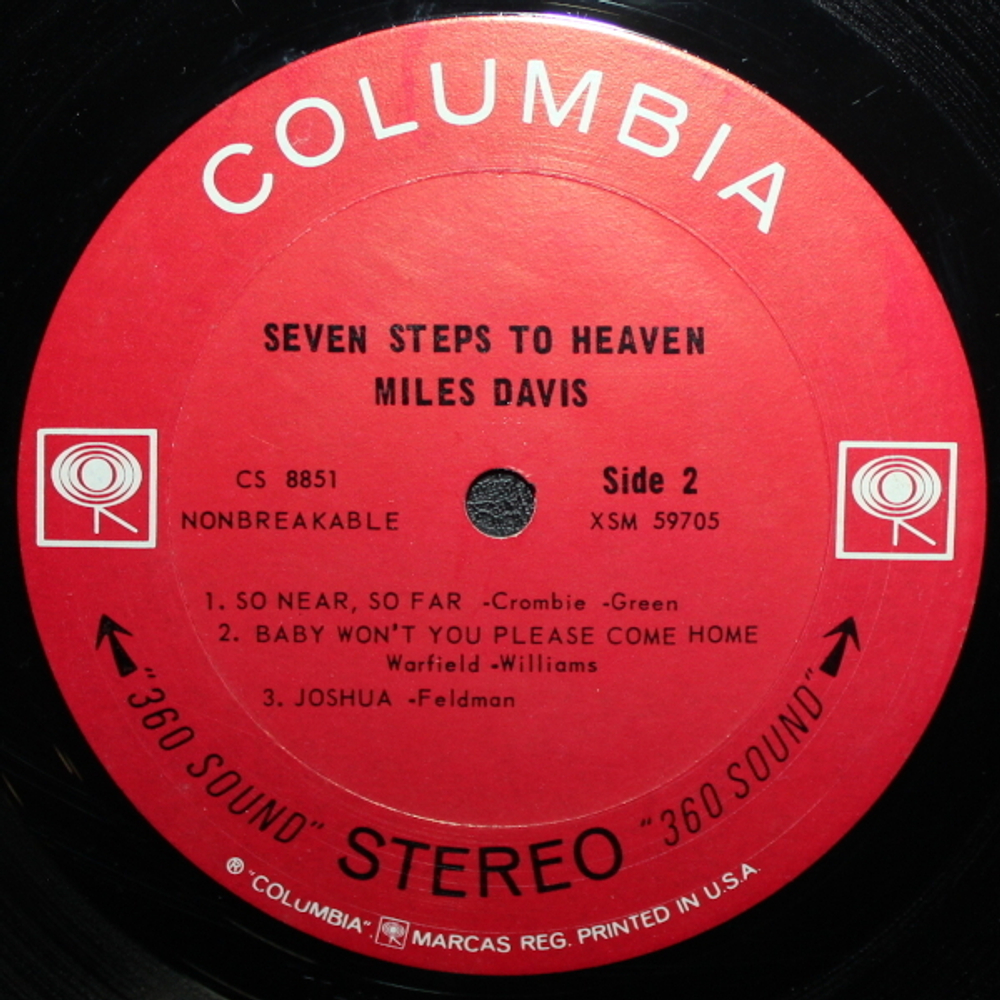 COLUMBIA
SEVEN STEPS TO HEAVEN
MILES DAVIS
CS 8851
NONBREAKABLE
Side 2
XSM 59705
1. SO NEAR, SO FAR -Crombie -Green
2. BABY WON'T YOU PLEASE COME HOME
Warfield -Williams
3. JOSHUA -Feldman
"360 SOUND" STEREO "360 SOUND"
® "COLUMBIA", MARCAS REG. PRINTED IN U.S.A.